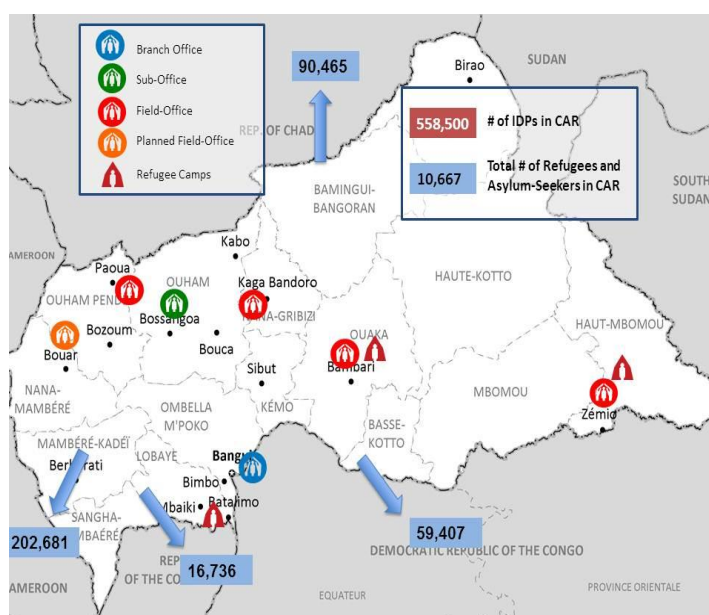 Branch Office
Sub-Office
Field-Office
Planned Field-Office
Refugee Camps
90,465
SUDAN
Birao
REP. OF CHAD
558,500
# of IDPs in CAR
10,667
Total # of Refugees and
Asylum-Seekers in CAR
SOUTH
SUDAN
BAMINGUI-
BANGORAN
AMEROON
Kabo
Paoua
OUHAM
Kaga Bandoro
HAUTE-KOTTO
OUHAM PEND
NANA-GRIBIZI
Bossangoa
OUAKA
HAUT-MBOMOU
Bozoum
Bouca
Bouar
Sibut
Bambari
NANA-
MAMBÉRÉ
OMBELLA
M'POKO
KÉMO
MBOMOU
BASSE-
KOTTO
Zémio
MAMBÉRÉ-KADÉÏ
LOBAYE
Bangui
Berberati
Bimbo
Mbaiki
Batalimo
SANGHA-
MBAÉRÉ
202,681
REP
OF THE CO
16,736
59,407
DEMOCRATIC REPUBLIC OF THE CONGO
CAMEROON
EQUATEUR
PROVINCE ORIENTALE